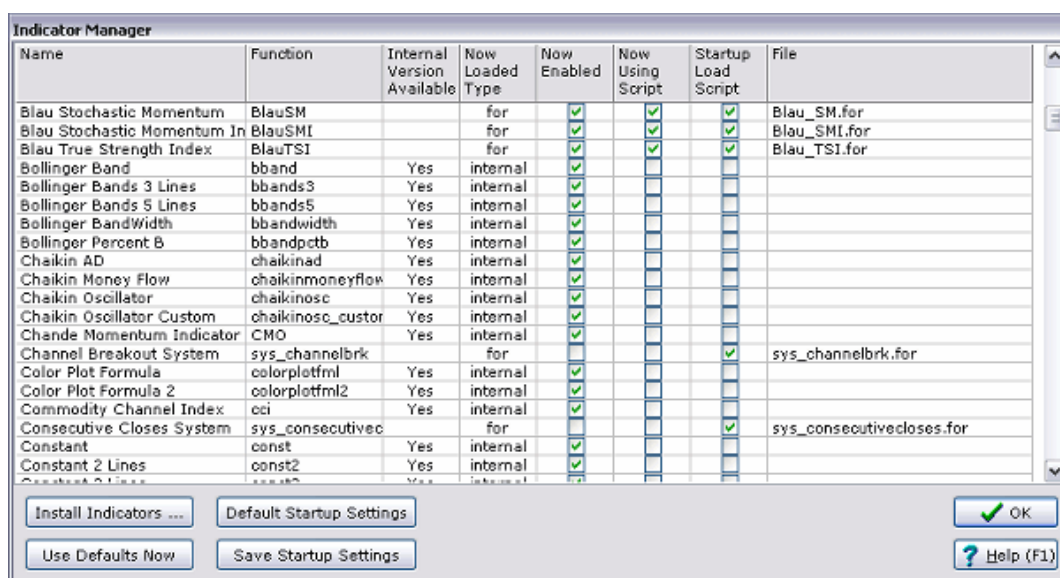 Indicator Manager
Name Function Internal Version Available Now Loaded Type Now Enabled Now Using Script Startup Load Script File
Blau Stochastic Momentum BlauSM for Blau_SM.for
Blau Stochastic Momentum In BlauSMI for Blau_SMI.for
Blau True Strength Index BlauTSI for Blau_TSI.for
Bollinger Band bband Yes internal
Bollinger Bands 3 Lines bbands3 Yes internal
Bollinger Bands 5 Lines bbands5 Yes internal
Bollinger BandWidth bbandwidth Yes internal
Bollinger Percent B bbandpctb Yes internal
Chaikin AD chaikinad Yes internal
Chaikin Money Flow chaikinmoneyflow Yes internal
Chaikin Oscillator chaikinosc Yes internal
Chaikin Oscillator Custom chaikinosc_custor Yes internal
Chande Momentum Indicator CMO Yes internal
Channel Breakout System sys_channelbrk for sys_channelbrk.for
Color Plot Formula colorplotfml Yes internal
Color Plot Formula 2 colorplotfml2 Yes internal
Commodity Channel Index cci Yes internal
Consecutive Closes System sys_consecutivec for sys_consecutivecloses.for
Constant const Yes internal
Constant 2 Lines const2 Yes internal
Install Indicators ... Default Startup Settings OK
Use Defaults Now Save Startup Settings Help (F1)